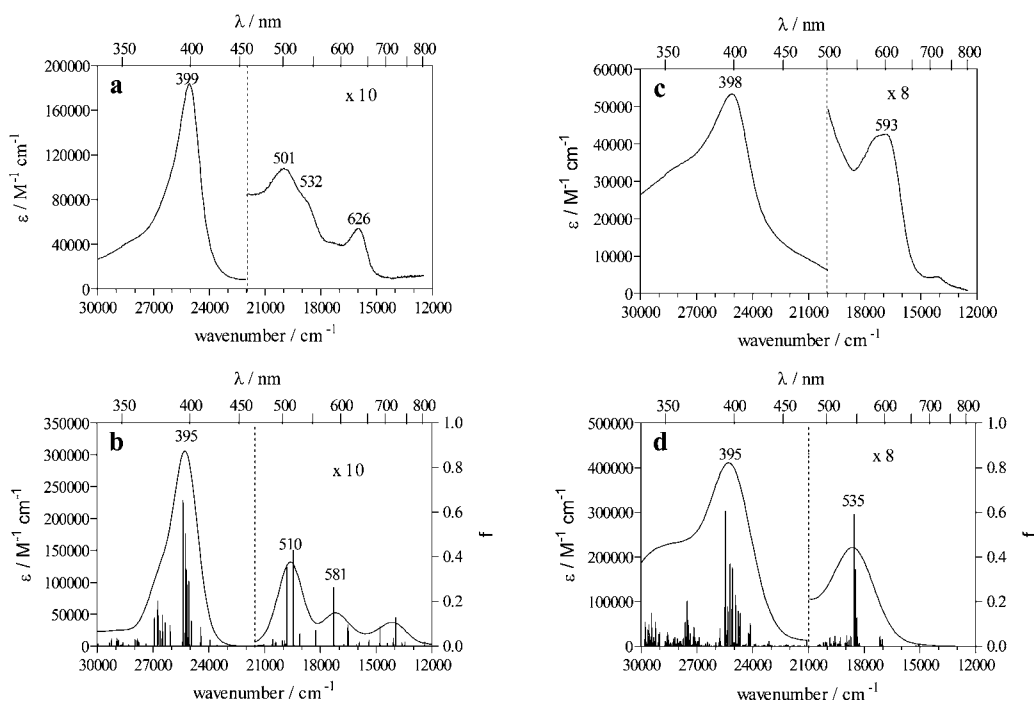 λ / nm
350 400 450 500 550 600 700 800
a
x 10
399
501
532
626
ε / M⁻¹ cm⁻¹
200000
160000
120000
80000
40000
0
30000 27000 24000 21000 18000 15000 12000
wavenumber / cm⁻¹
λ / nm
350 400 450 500 600 700 800
c
x 8
398
593
ε / M⁻¹ cm⁻¹
60000
50000
40000
30000
20000
10000
0
30000 27000 24000 21000 18000 15000 12000
wavenumber / cm⁻¹
λ / nm
350 400 450 500 600 700 800
b
x 10
395
510
581
ε / M⁻¹ cm⁻¹
350000
300000
250000
200000
150000
100000
50000
0
1.0
0.8
0.6
0.4
0.2
0.0
f
30000 27000 24000 21000 18000 15000 12000
wavenumber / cm⁻¹
λ / nm
350 400 450 500 600 700 800
d
x 8
395
535
ε / M⁻¹ cm⁻¹
500000
400000
300000
200000
100000
0
1.0
0.8
0.6
0.4
0.2
0.0
f
30000 27000 24000 21000 18000 15000 12000
wavenumber / cm⁻¹